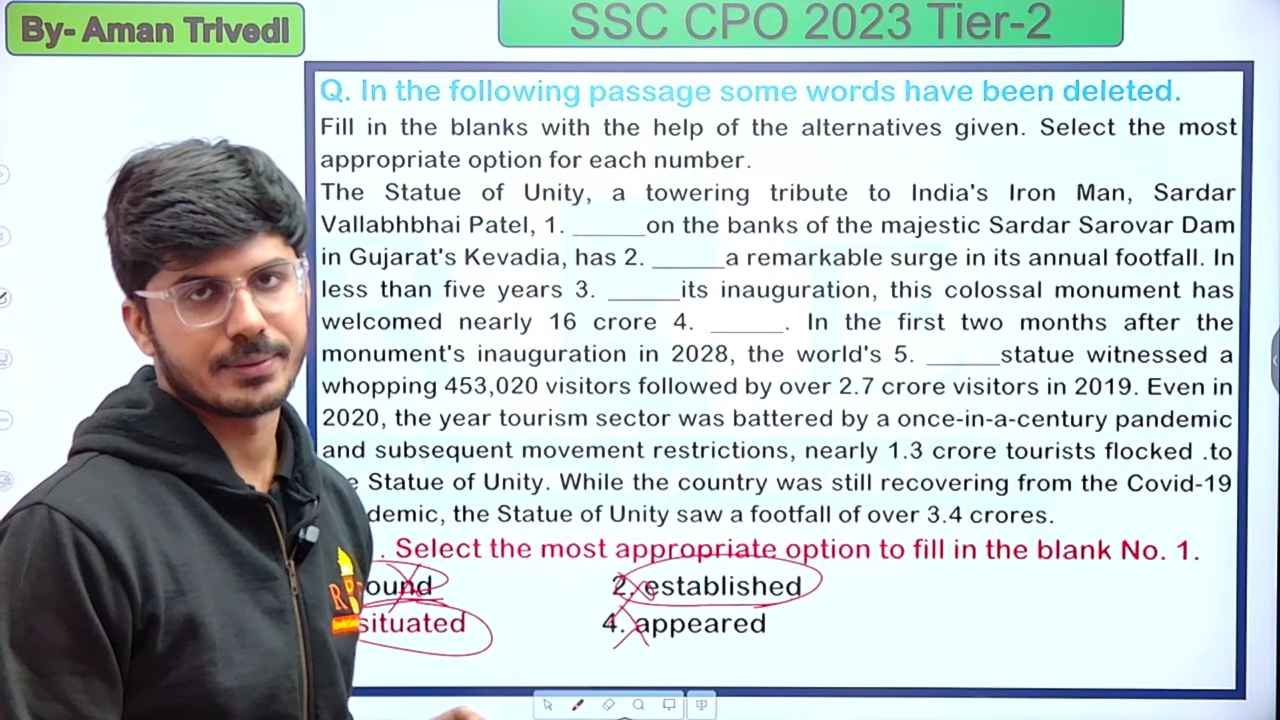 By- Aman Trivedi
SSC CPO 2023 Tier-2
Q. In the following passage some words have been deleted.
Fill in the blanks with the help of the alternatives given. Select the most
appropriate option for each number.
The Statue of Unity, a towering tribute to India's Iron Man, Sardar
Vallabhbhai Patel, 1. ______on the banks of the majestic Sardar Sarovar Dam
in Gujarat's Kevadia, has 2. ______a remarkable surge in its annual footfall. In
less than five years 3. ______its inauguration, this colossal monument has
welcomed nearly 16 crore 4. ______. In the first two months after the
monument's inauguration in 2028, the world's 5. ______statue witnessed a
whopping 453,020 visitors followed by over 2.7 crore visitors in 2019. Even in
2020, the year tourism sector was battered by a once-in-a-century pandemic
and subsequent movement restrictions, nearly 1.3 crore tourists flocked .to
e Statue of Unity. While the country was still recovering from the Covid-19
demic, the Statue of Unity saw a footfall of over 3.4 crores.
. Select the most appropriate option to fill in the blank No. 1.
ound 2. established
situated 4. appeared